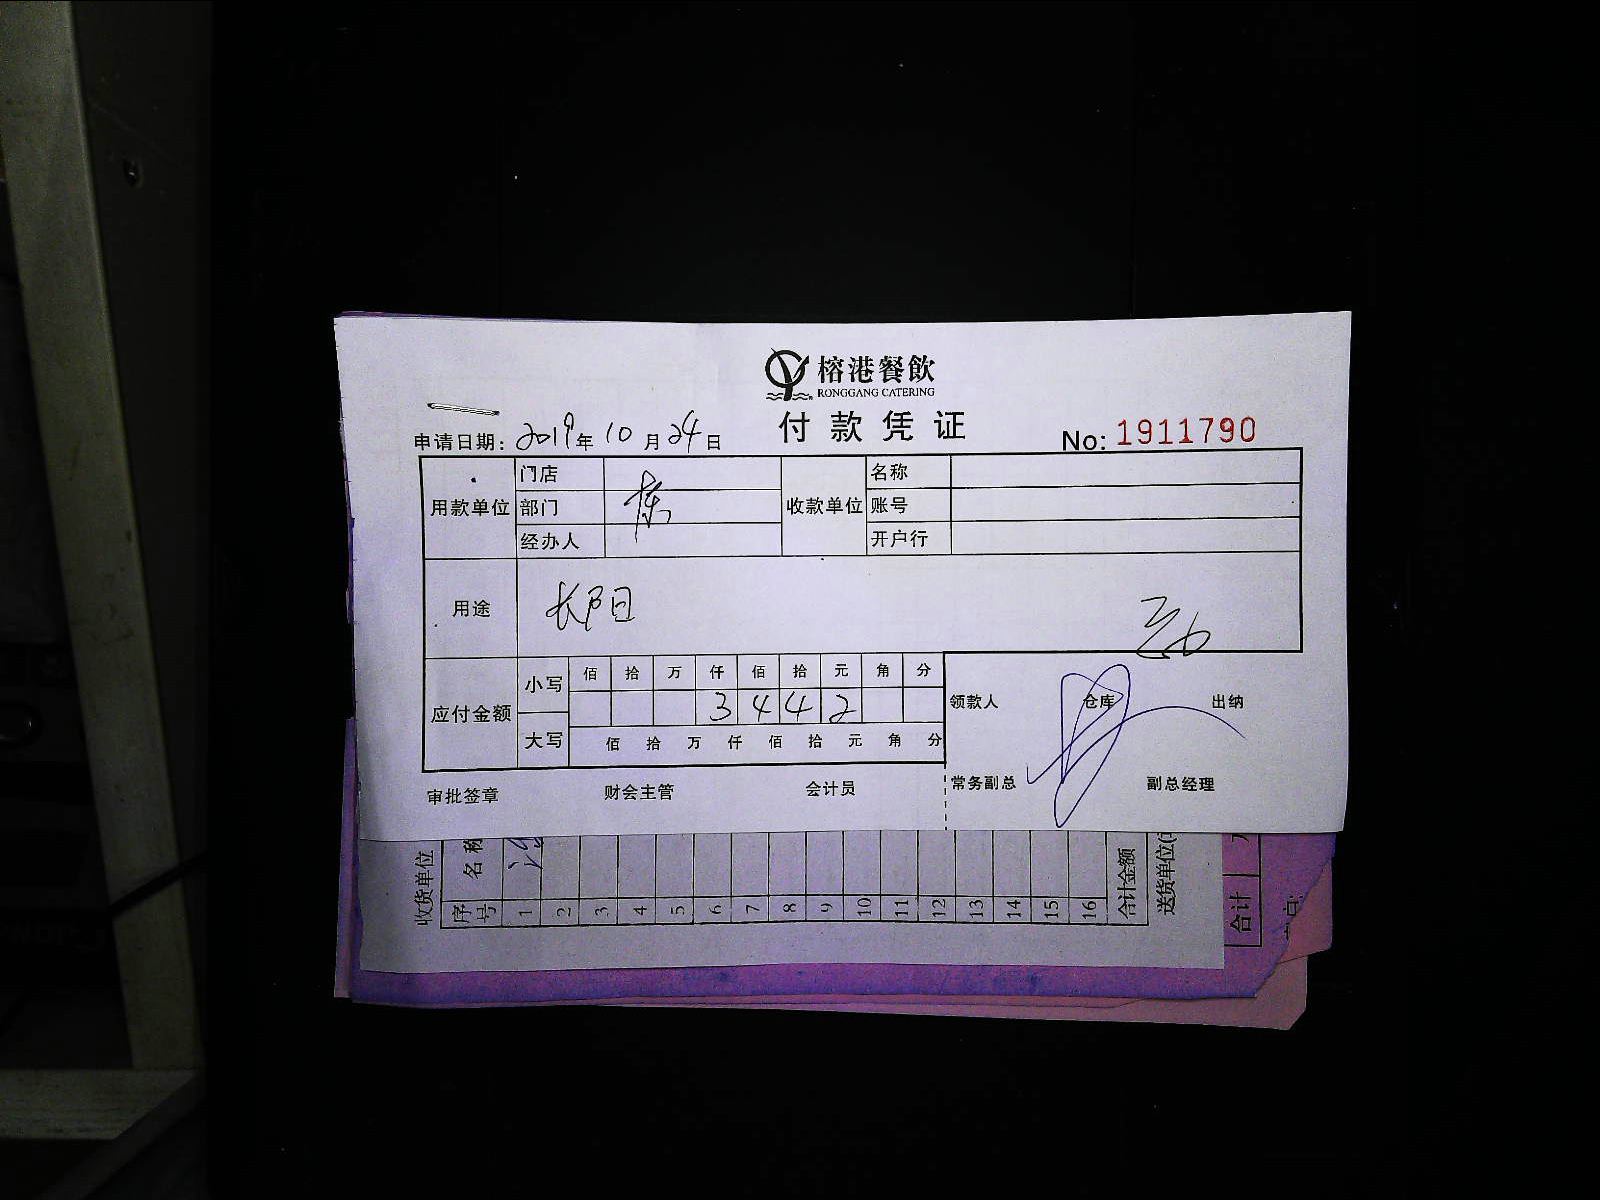 榕港餐飲
RONGGANG CATERING
付款凭证
申请日期: 2019年10月24日
No: 1911790
用款单位 门店 收款单位 名称
部门 账号
经办人 开户行
用途
应付金额 小写 佰 拾 万 仟 佰 拾 元 角 分
3 4 4 2
大写 佰 拾 万 仟 佰 拾 元 角 分
领款人 仓库 出纳
常务副总 副总经理
审批签章 财会主管 会计员
收货单位
序号 名称
1
2
3
4
5
6
7
8
9
10
11
12
13
14
15
16
合计金额
送货单位(
合计